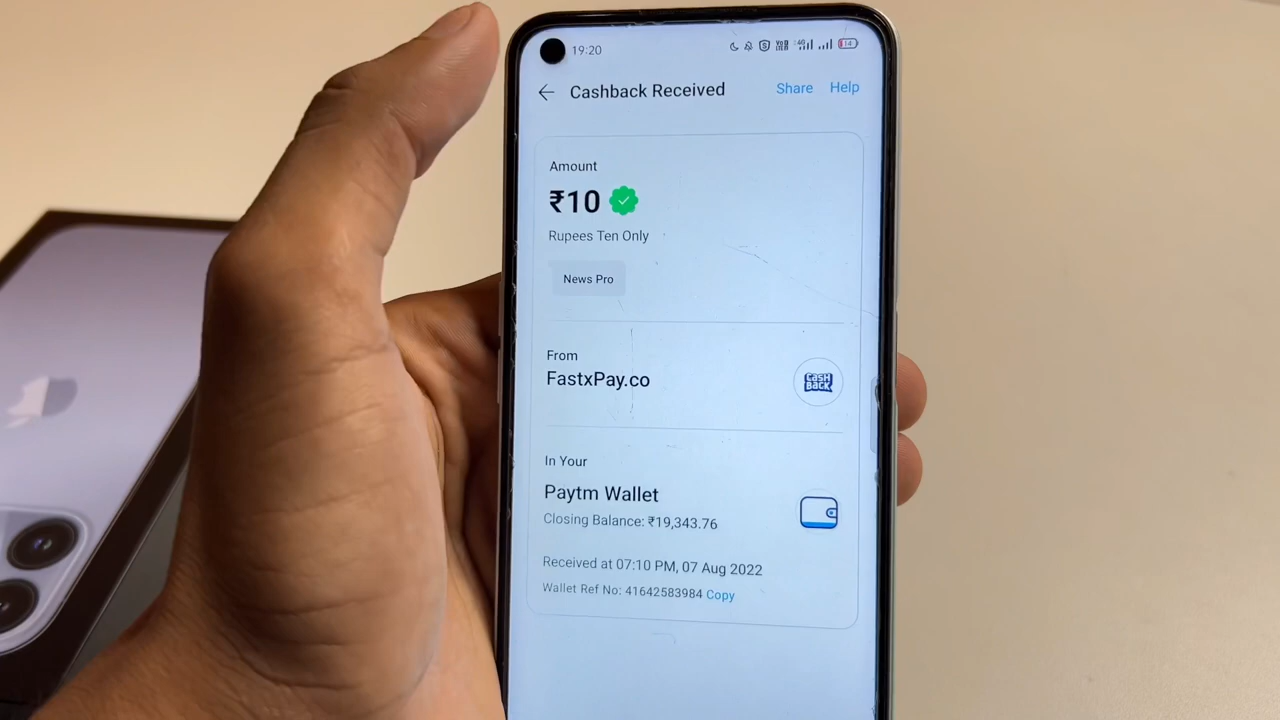 19:20
14
Cashback Received
Share
Help
Amount
₹10
Rupees Ten Only
News Pro
From
FastxPay.co
CASH
BACK
In Your
Paytm Wallet
Closing Balance: ₹19,343.76
Received at 07:10 PM, 07 Aug 2022
Wallet Ref No: 41642583984 Copy